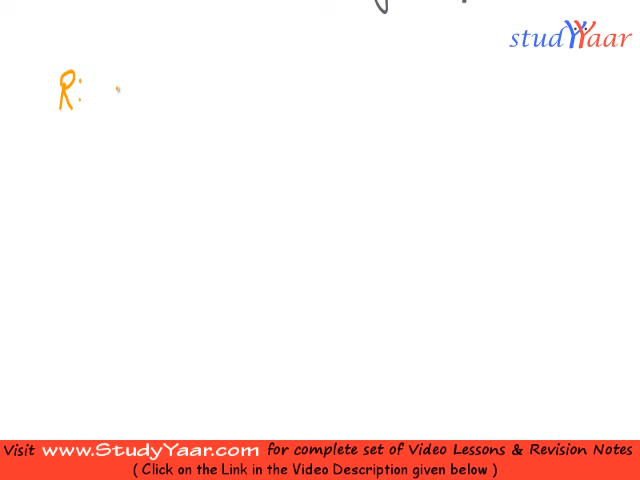 studYYaar
R:
Visit www.StudyYaar.com for complete set of Video Lessons & Revision Notes
( Click on the Link in the Video Description given below )